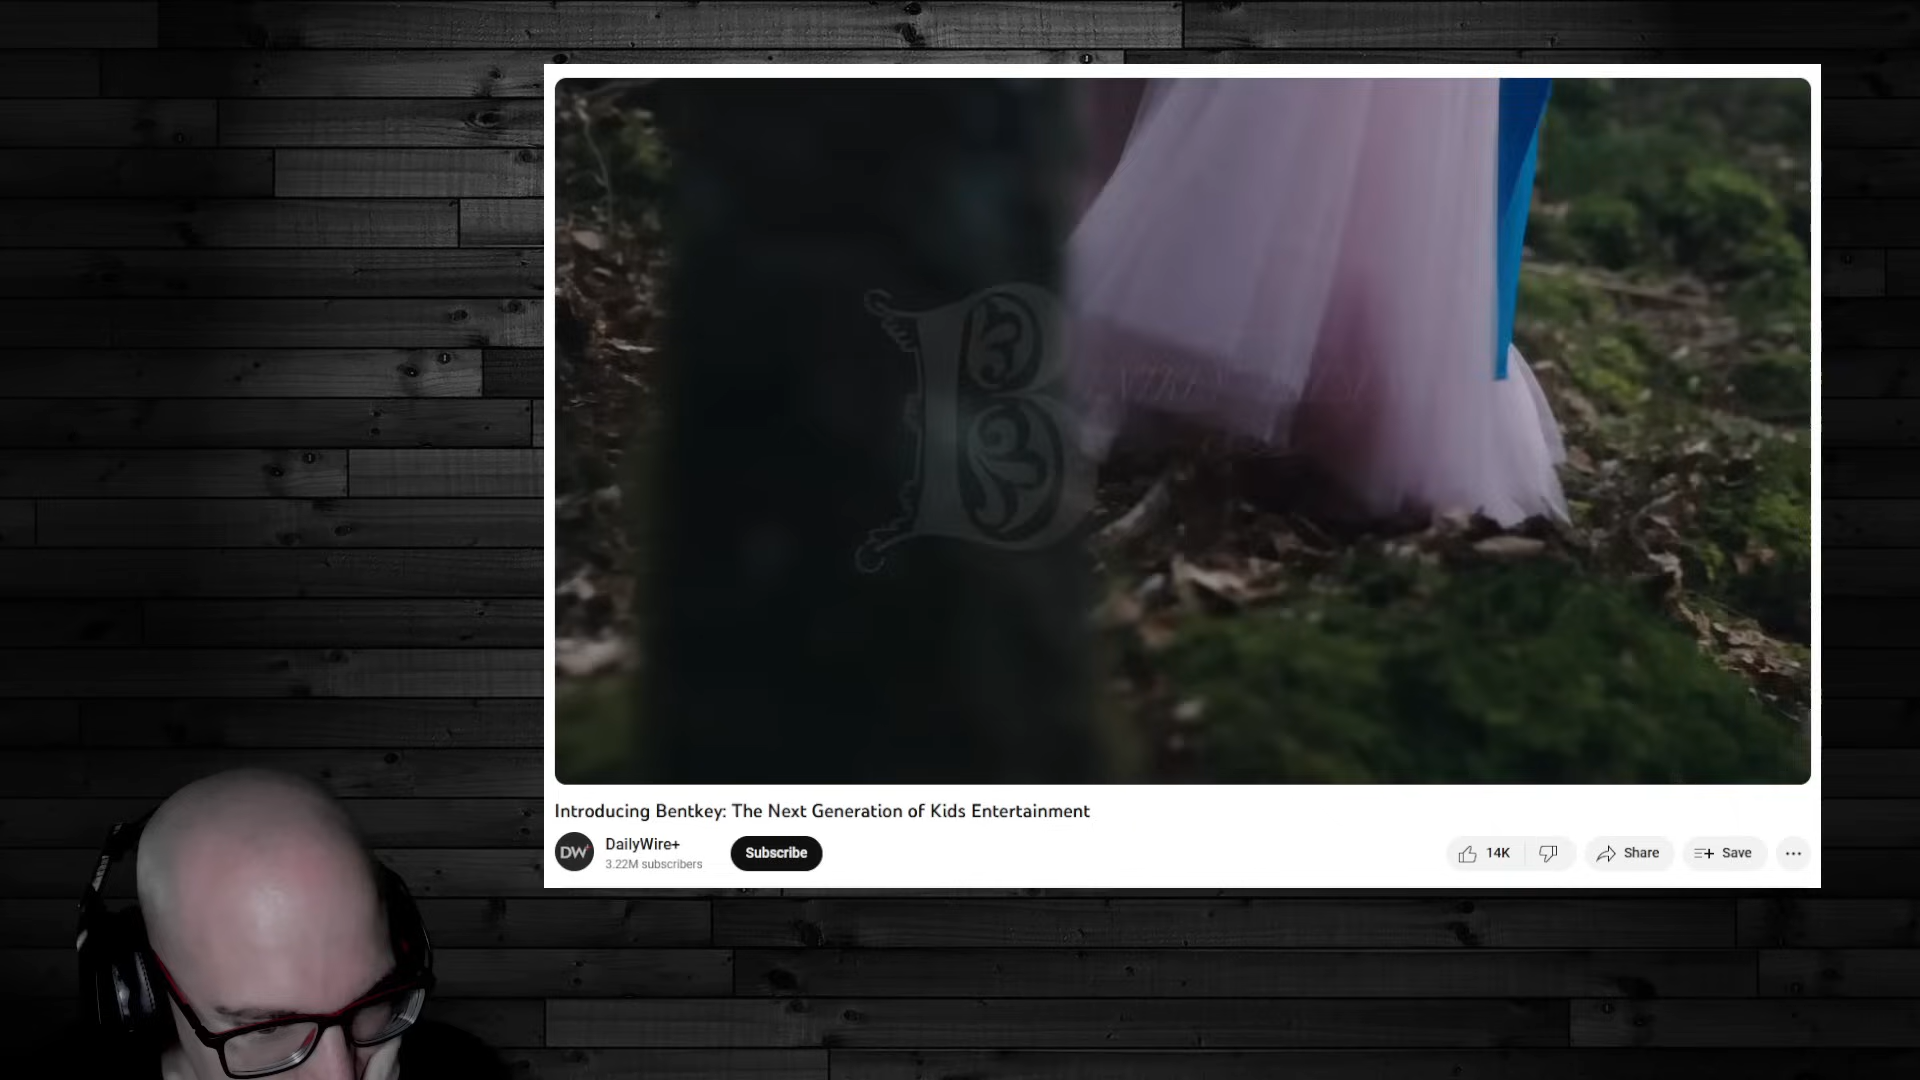 B
Introducing Bentkey: The Next Generation of Kids Entertainment
DW+
DailyWire+
3.22M subscribers
Subscribe
14K
Share
Save